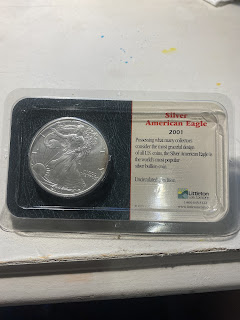 Silver
American Eagle
2001
Possessing what many collectors
consider the most graceful design
of all U.S. coins, the Silver American Eagle is
the world's most popular
silver bullion coin.
Uncirculated
Littleton